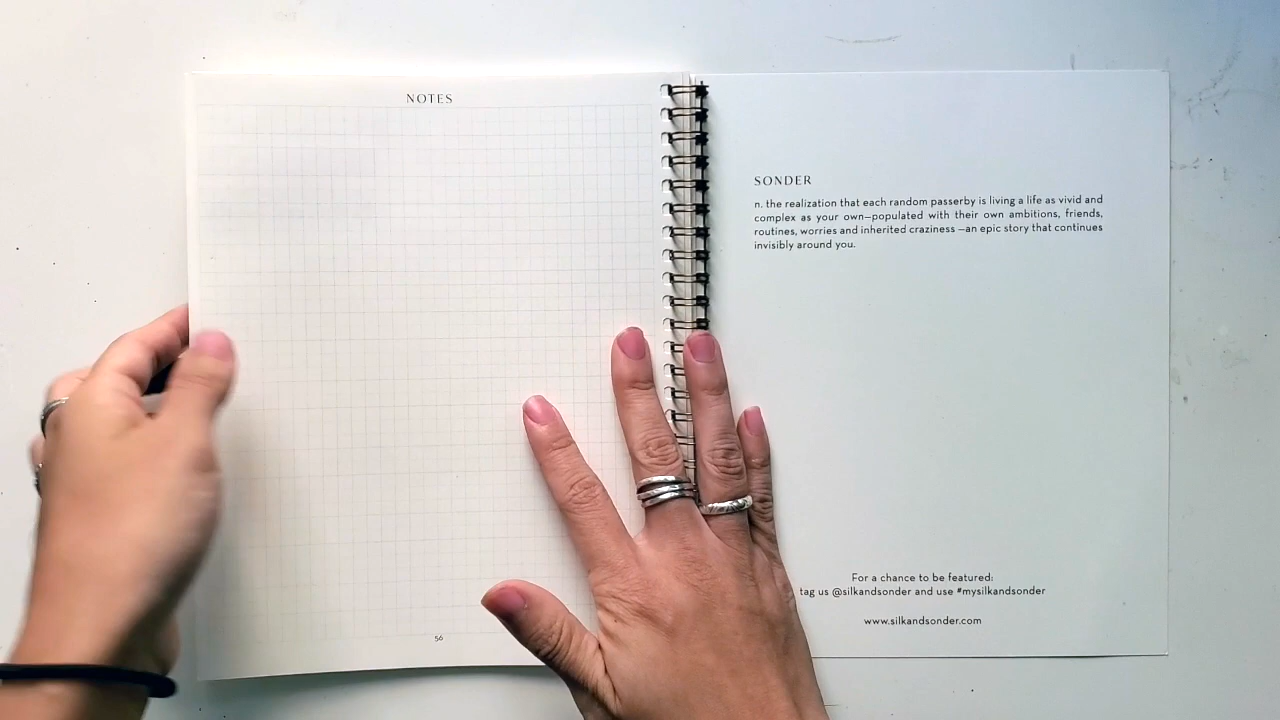 NOTES
56
SONDER
n. the realization that each random passerby is living a life as vivid and
complex as your own—populated with their own ambitions, friends,
routines, worries and inherited craziness —an epic story that continues
invisibly around you.
For a chance to be featured:
tag us @silkandsonder and use #mysilkandsonder
www.silkandsonder.com